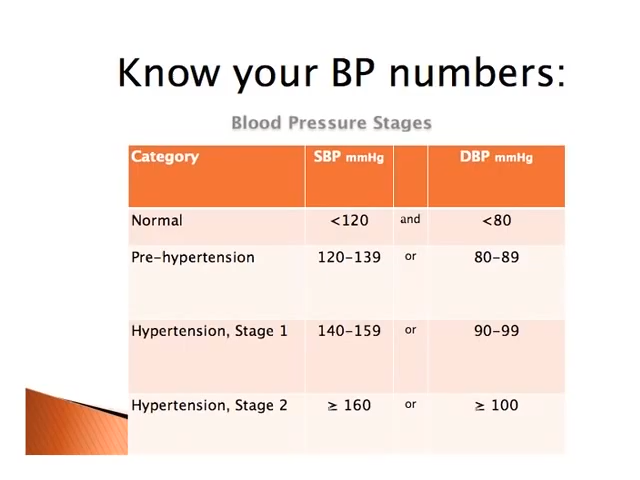 Know your BP numbers:
Blood Pressure Stages
Category SBP mmHg DBP mmHg
Normal <120 and <80
Pre-hypertension 120-139 or 80-89
Hypertension, Stage 1 140-159 or 90-99
Hypertension, Stage 2 ≥ 160 or ≥ 100